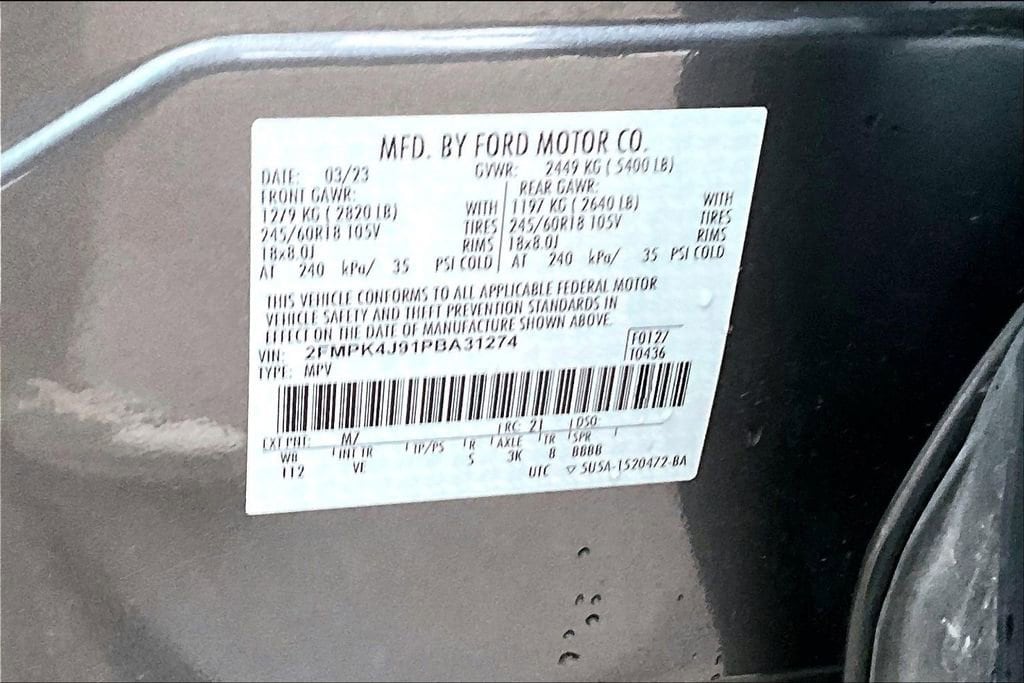 MFD. BY FORD MOTOR CO.
DATE: 03/23 GVWR: 2449 KG ( 5400 LB)
FRONT GAWR: REAR GAWR:
1279 KG ( 2820 LB) WITH 1197 KG ( 2640 LB) WITH
245/60R18 105V TIRES 245/60R18 105V TIRES
18x8.0J RIMS 18x8.0J RIMS
AT 240 kPa/ 35 PSI COLD AT 240 kPa/ 35 PSI COLD
THIS VEHICLE CONFORMS TO ALL APPLICABLE FEDERAL MOTOR
VEHICLE SAFETY AND THEFT PREVENTION STANDARDS IN
EFFECT ON THE DATE OF MANUFACTURE SHOWN ABOVE.
VIN: 2FMPK4J91PBA31274 F0127
TYPE: MPV T0436
EXT PNT: M7 RC: 21 DSO:
WB INT TR TP/PS R AXLE TR SPR
112 VE 5 3K 8 8888
UTC ▽ 5U5A-1520472-BA